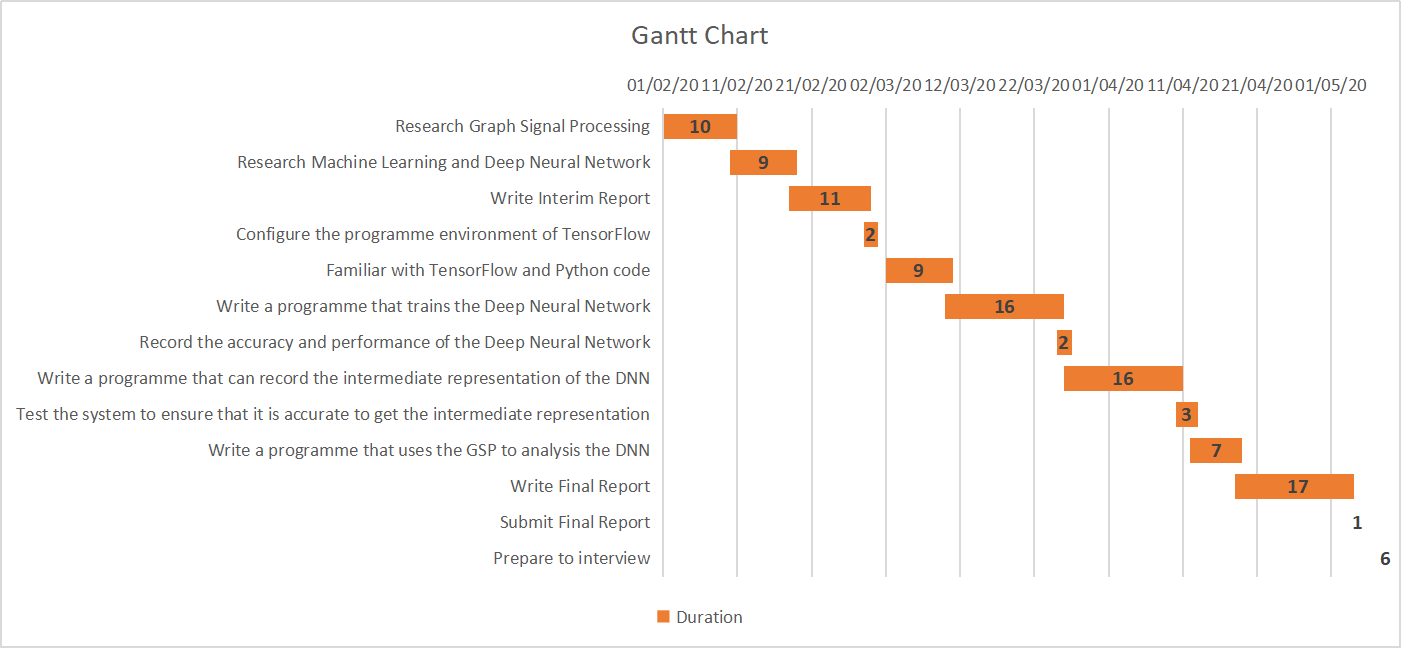 Gantt Chart
01/02/20 11/02/20 21/02/20 02/03/20 12/03/20 22/03/20 01/04/20 11/04/20 21/04/20 01/05/20
Research Graph Signal Processing 10
Research Machine Learning and Deep Neural Network 9
Write Interim Report 11
Configure the programme environment of TensorFlow 2
Familiar with TensorFlow and Python code 9
Write a programme that trains the Deep Neural Network 16
Record the accuracy and performance of the Deep Neural Network 2
Write a programme that can record the intermediate representation of the DNN 16
Test the system to ensure that it is accurate to get the intermediate representation 3
Write a programme that uses the GSP to analysis the DNN 7
Write Final Report 17
Submit Final Report 1
Prepare to interview 6
Duration